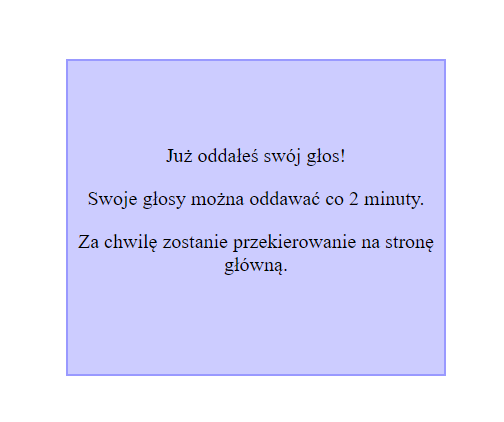 Już oddałeś swój głos!
Swoje głosy można oddawać co 2 minuty.
Za chwilę zostanie przekierowanie na stronę
główną.